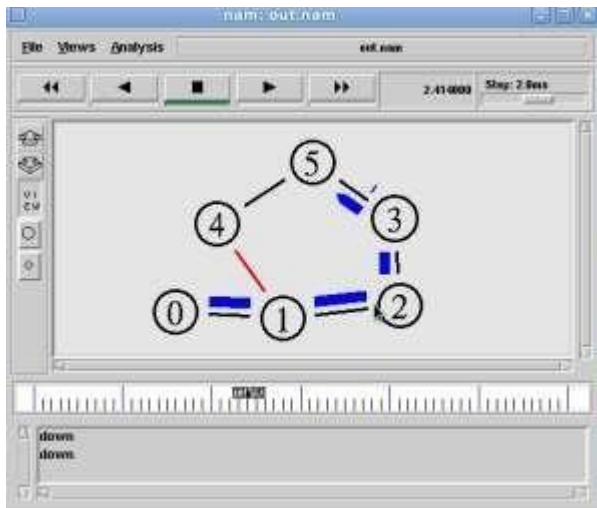 nam: out.nam
File Views Analysis out.nam
2.414000 Step: 2.0ms
5
4 3
0 1 2
down
down